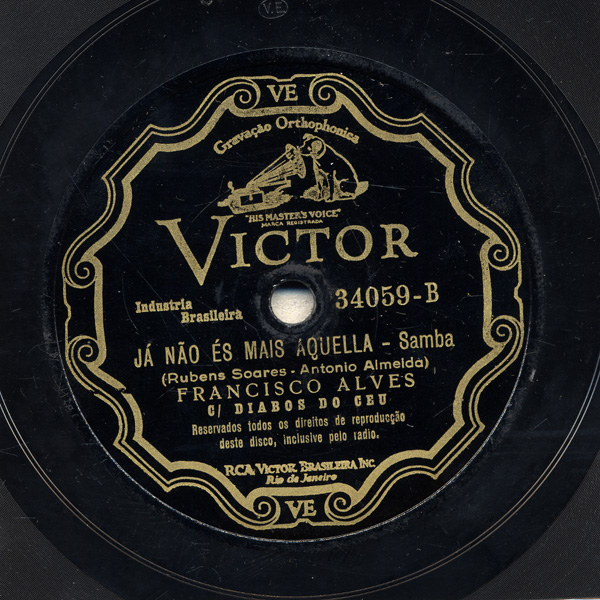 V.E.
VE
Gravação Orthophonica
"HIS MASTER'S VOICE"
MARCA REGISTRADA
VICTOR
Industria
Brasileira
34059-B
JÁ NÃO ÉS MAIS AQUELLA - Samba
(Rubens Soares - Antonio Almeida)
FRANCISCO ALVES
C/ DIABOS DO CEU
Reservados todos os direitos de reproducção
deste disco, inclusive pelo radio.
RCA VICTOR BRASILEIRA INC.
Rio de Janeiro
VE